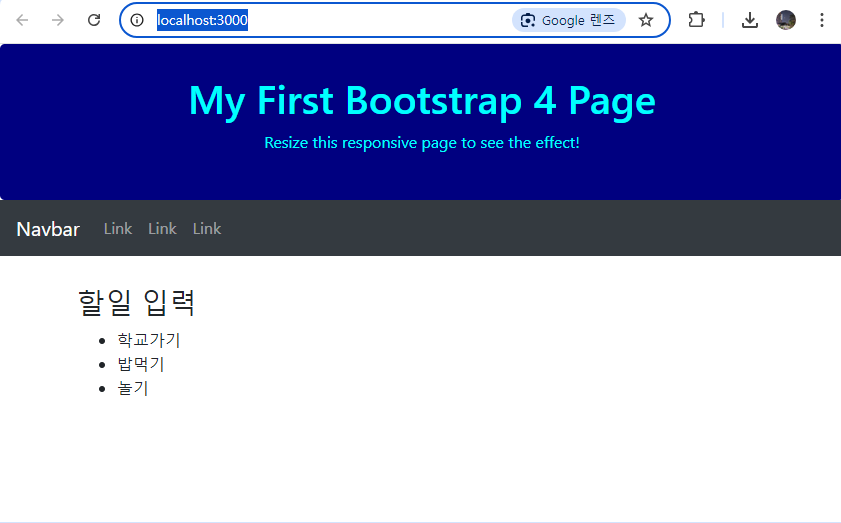 localhost:3000
Google 렌즈
My First Bootstrap 4 Page
Resize this responsive page to see the effect!
Navbar Link Link Link
할일 입력
학교가기
밥먹기
놀기